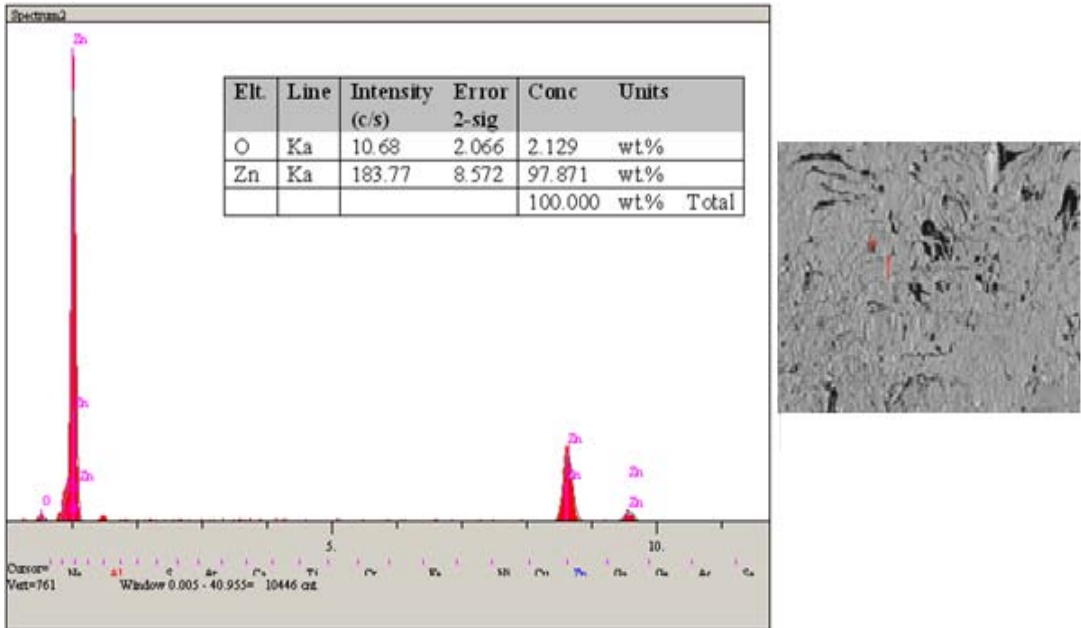 Spectrum2
Zn
Elt. Line Intensity (c/s) Error 2-sig Conc Units
O Ka 10.68 2.066 2.129 wt.%
Zn Ka 183.77 8.572 97.871 wt.%
100.000 wt.% Total
Zn
Zn
O
Zn
Zn
Zn
Zn
5.
10.
Cursor=
Vert=761 Window 0.005 - 40.955= 10446 cnt